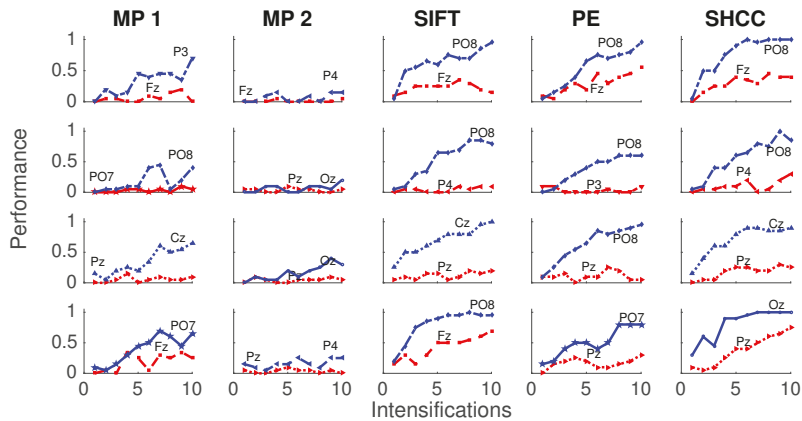 MP 1 MP 2 SIFT PE SHCC
Performance
1
0.5
0
P3
Fz
Fz
P4
PO8
Fz
PO8
Fz
PO8
Fz
1
0.5
0
PO7
PO8
Pz
Oz
PO8
P4
PO8
P3
PO8
P4
1
0.5
0
Pz
Cz
Pz
Oz
Cz
Pz
PO8
Pz
Cz
Pz
1
0.5
0
PO7
Fz
Pz
P4
PO8
Fz
PO7
Pz
Oz
Pz
0 5 10 0 5 10 0 5 10 0 5 10 0 5 10
Intensifications